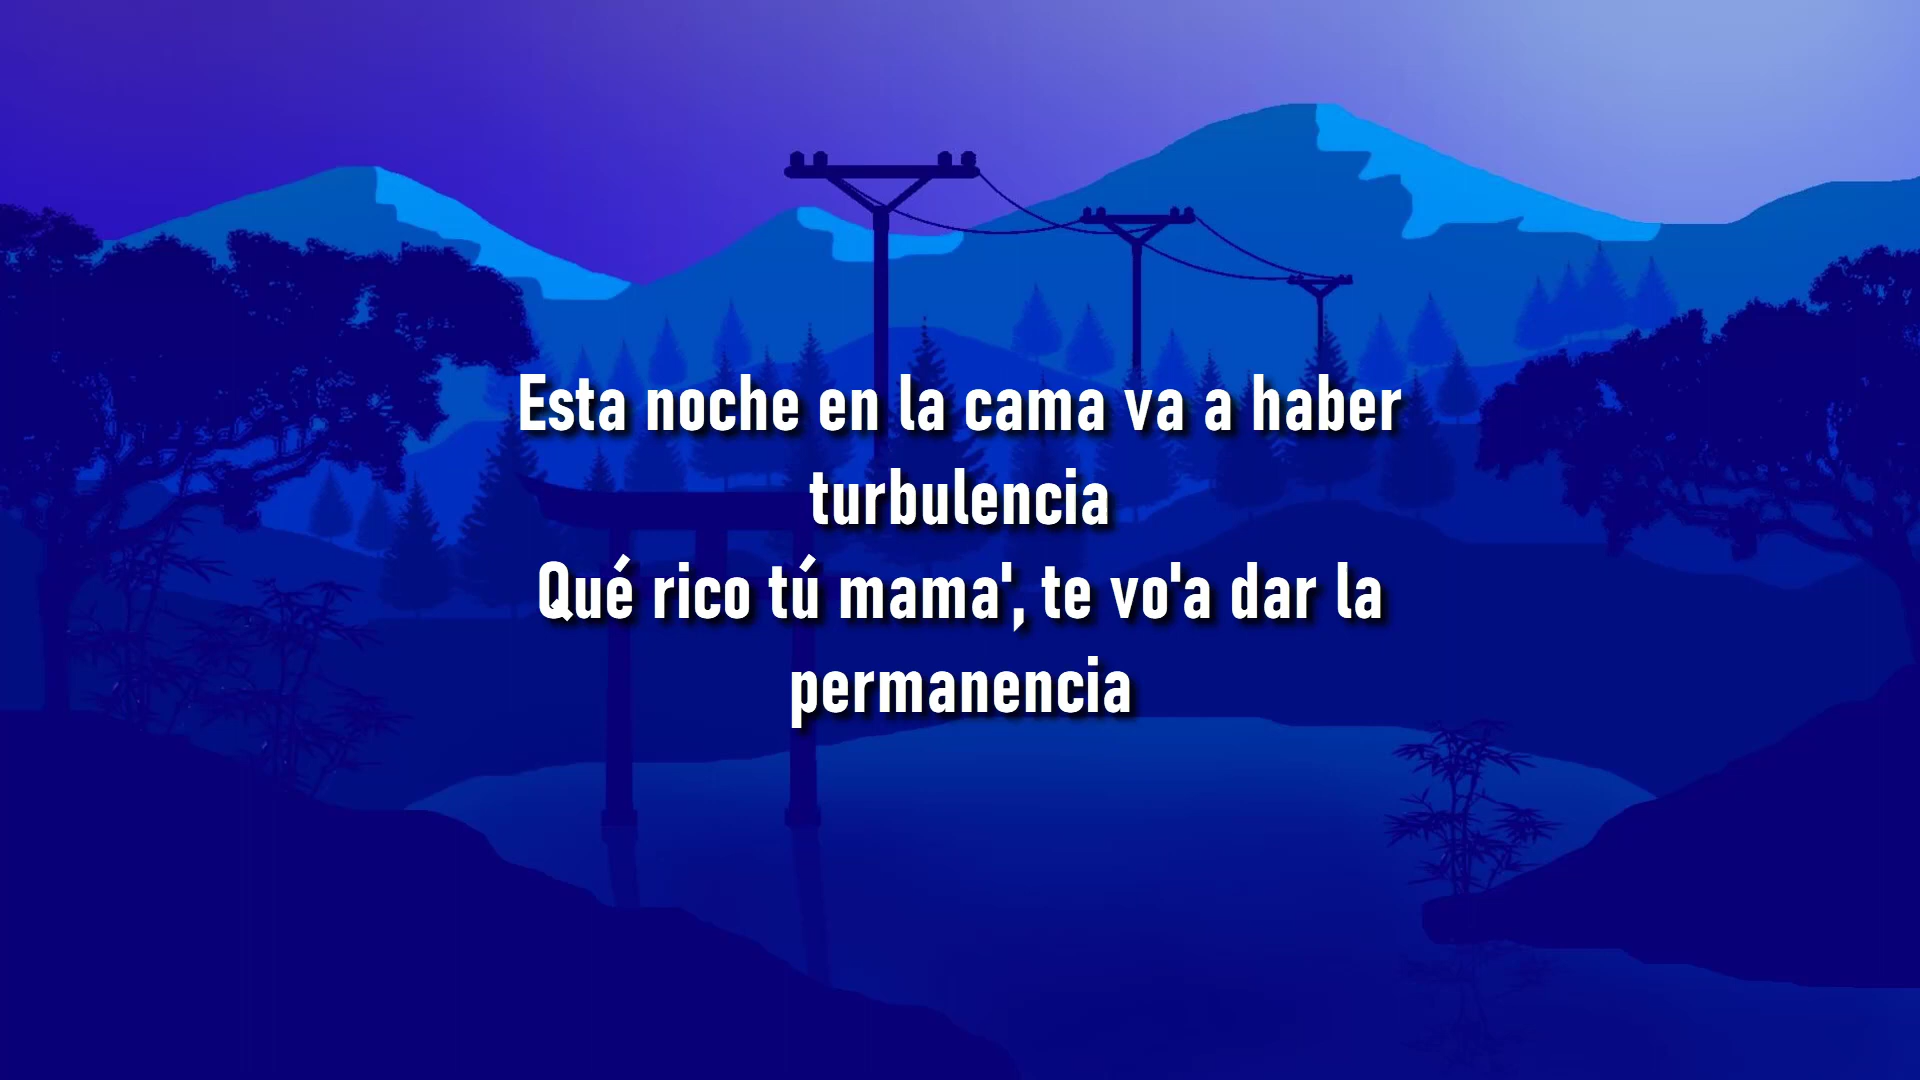 Esta noche en la cama va a haber
turbulencia
Qué rico tú mama', te vo'a dar la
permanencia